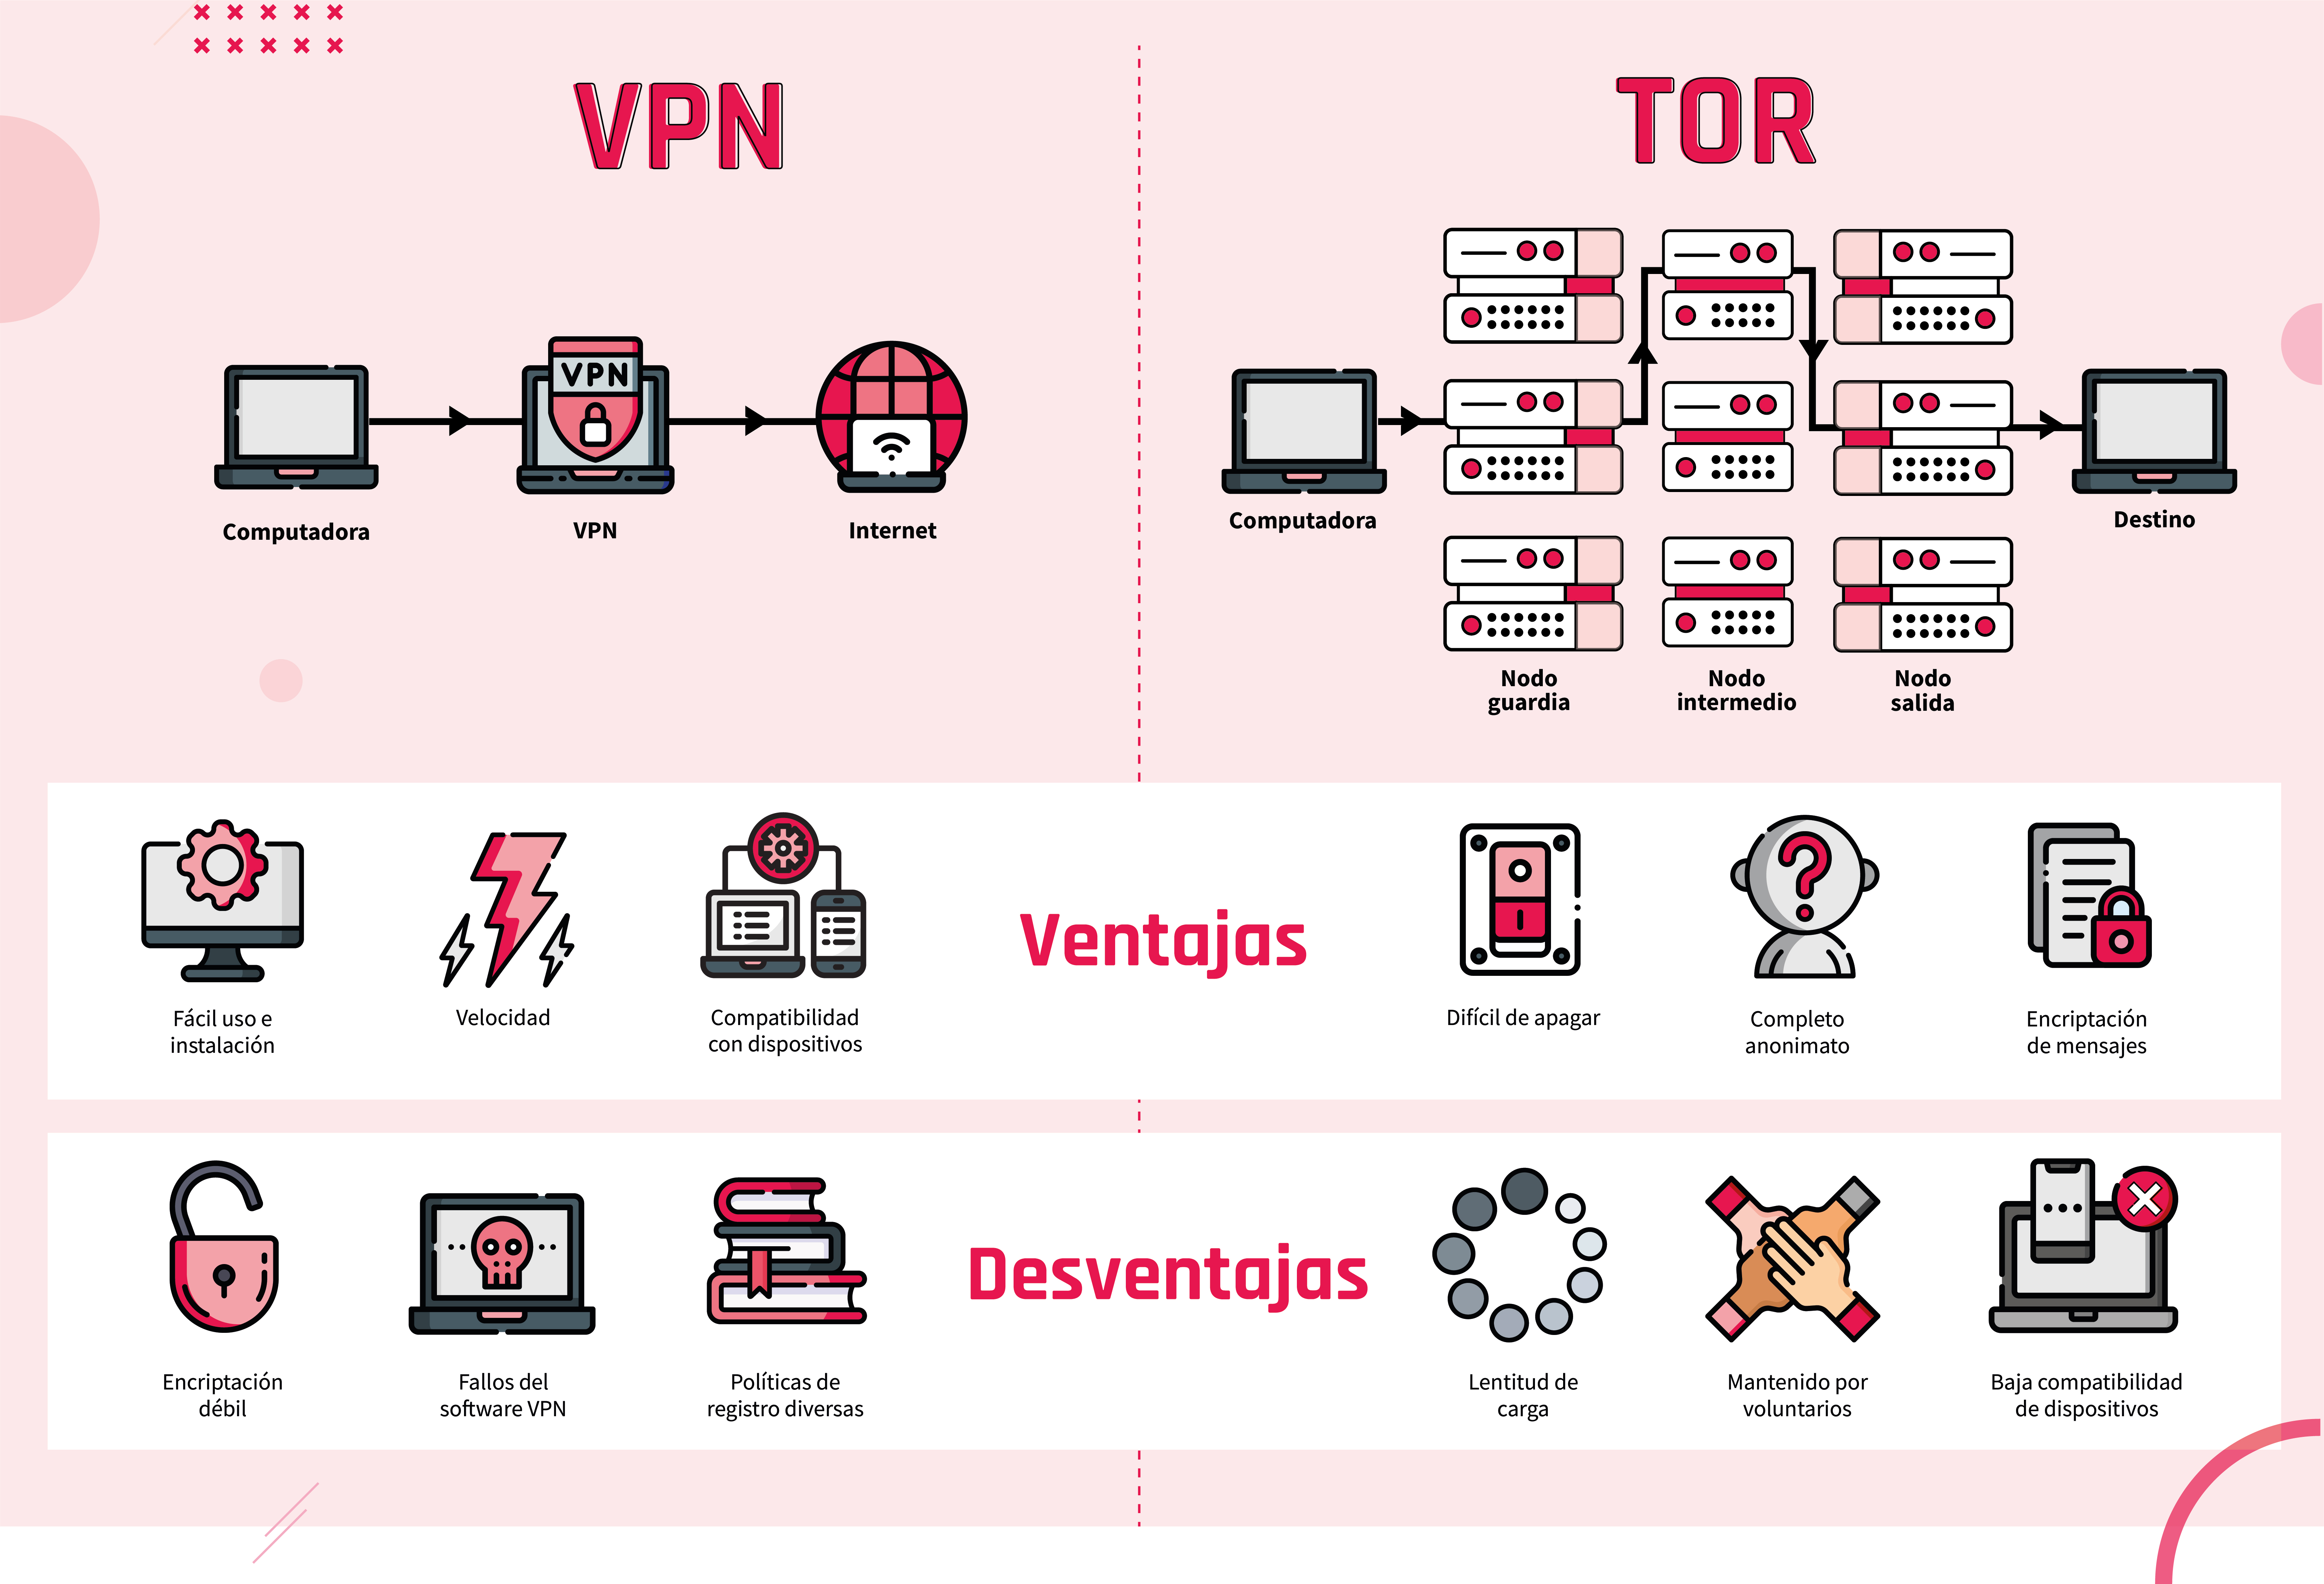 VPN
TOR
VPN
Computadora
VPN
Internet
Computadora
Destino
Nodo
guardia
Nodo
intermedio
Nodo
salida
Ventajas
Fácil uso e
instalación
Velocidad
Compatibilidad
con dispositivos
Difícil de apagar
Completo
anonimato
Encriptación
de mensajes
Desventajas
Encriptación
débil
Fallos del
software VPN
Políticas de
registro diversas
Lentitud de
carga
Mantenido por
voluntarios
Baja compatibilidad
de dispositivos